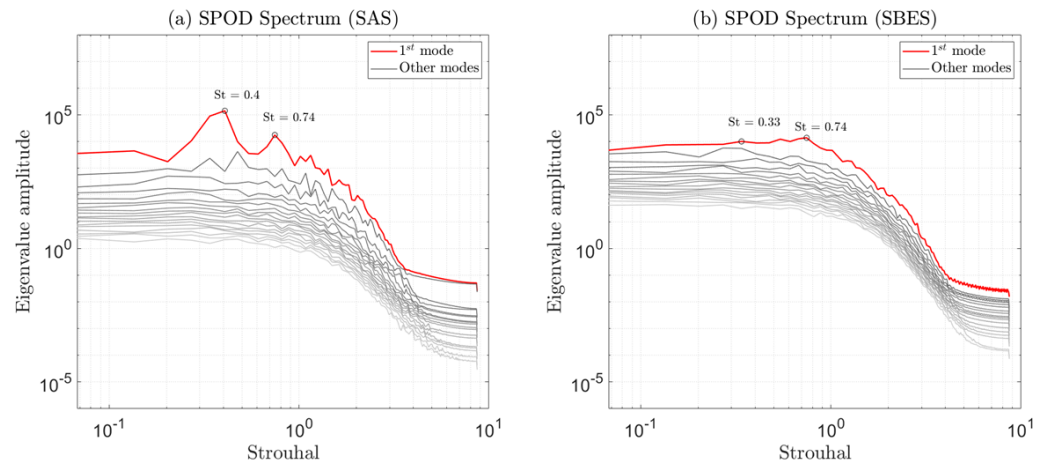 (a) SPOD Spectrum (SAS)
1st mode
Other modes
St = 0.4
St = 0.74
10^5
10^0
10^-5
Eigenvalue amplitude
10^-1
10^0
10^1
Strouhal
(b) SPOD Spectrum (SBES)
1st mode
Other modes
St = 0.33
St = 0.74
10^5
10^0
10^-5
Eigenvalue amplitude
10^-1
10^0
10^1
Strouhal